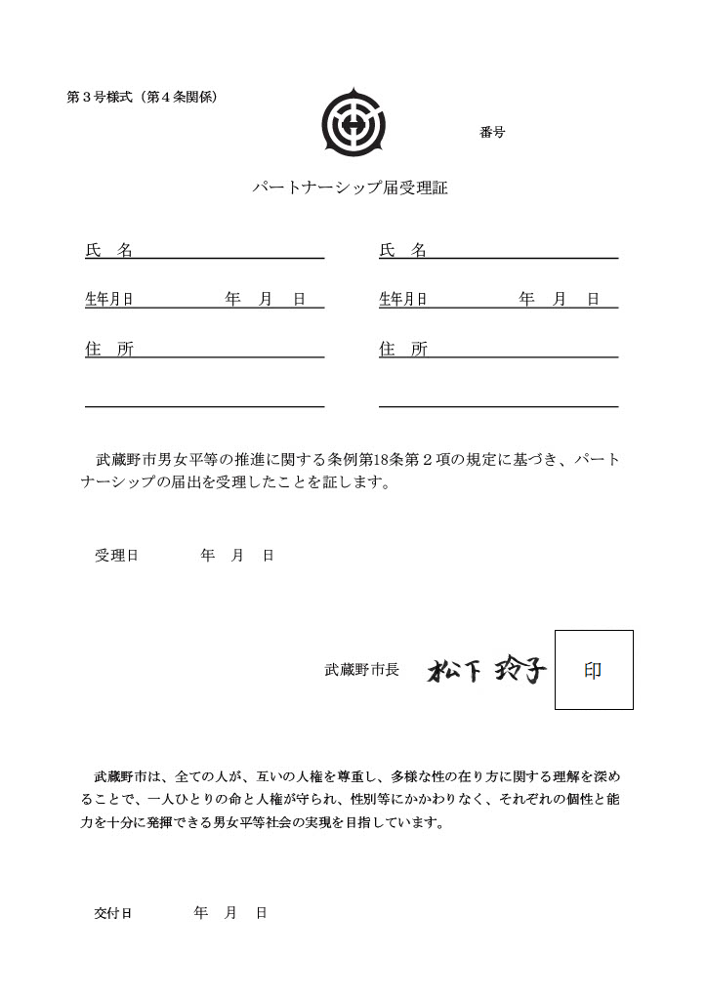 第３号様式（第４条関係）
番号
パートナーシップ届受理証
氏　名
氏　名
生年月日　　　年　月　日
生年月日　　　年　月　日
住　所
住　所
武蔵野市男女平等の推進に関する条例第18条第２項の規定に基づき、パート
ナーシップの届出を受理したことを証します。
受理日　　　年　月　日
武蔵野市長　松下 玲子　印
武蔵野市は、全ての人が、互いの人権を尊重し、多様な性の在り方に関する理解を深め
ることで、一人ひとりの命と人権が守られ、性別等にかかわりなく、それぞれの個性と能
力を十分に発揮できる男女平等社会の実現を目指しています。
交付日　　　年　月　日